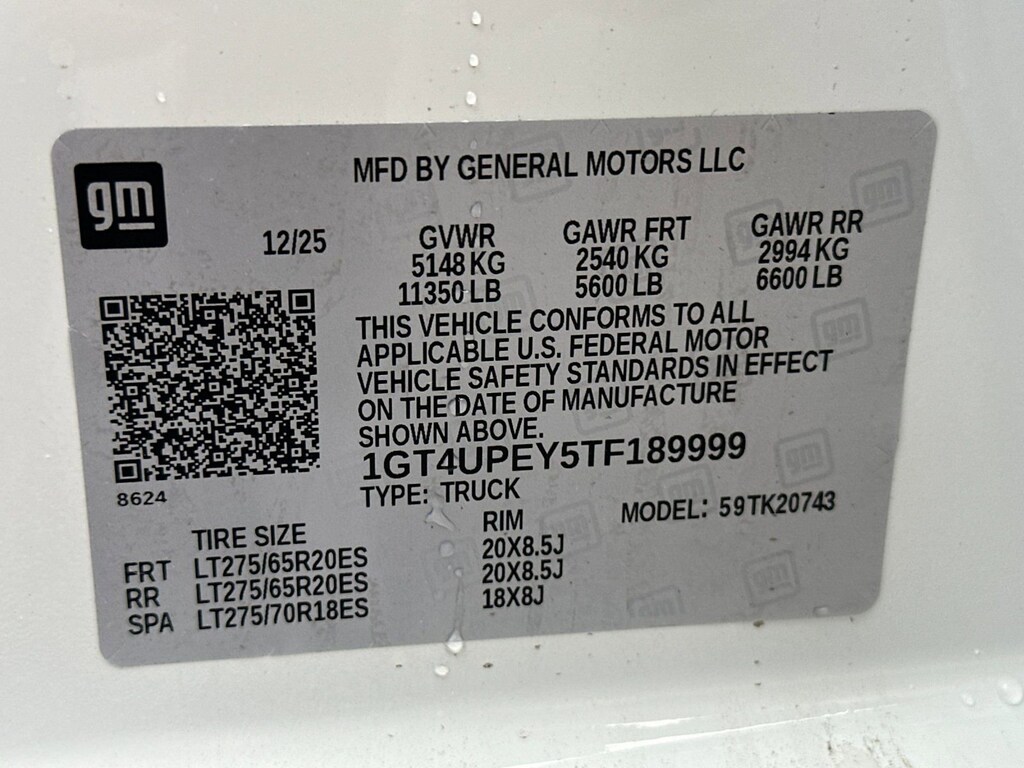 gm
MFD BY GENERAL MOTORS LLC
12/25
GVWR GAWR FRT GAWR RR
5148 KG 2540 KG 2994 KG
11350 LB 5600 LB 6600 LB
THIS VEHICLE CONFORMS TO ALL
APPLICABLE U.S. FEDERAL MOTOR
VEHICLE SAFETY STANDARDS IN EFFECT
ON THE DATE OF MANUFACTURE
SHOWN ABOVE.
1GT4UPEY5TF189999
8624
TYPE: TRUCK
MODEL: 59TK20743
TIRE SIZE RIM
FRT LT275/65R20ES 20X8.5J
RR LT275/65R20ES 20X8.5J
SPA LT275/70R18ES 18X8J